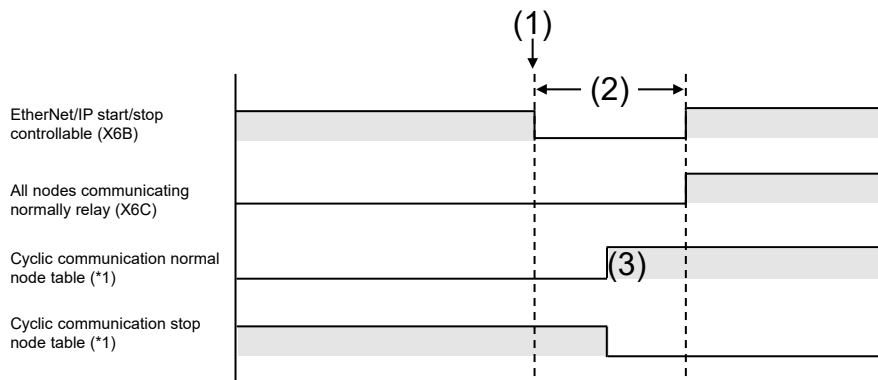 (1)
(2)
EtherNet/IP start/stop
controllable (X6B)
All nodes communicating
normally relay (X6C)
Cyclic communication normal
node table (*1)
(3)
Cyclic communication stop
node table (*1)